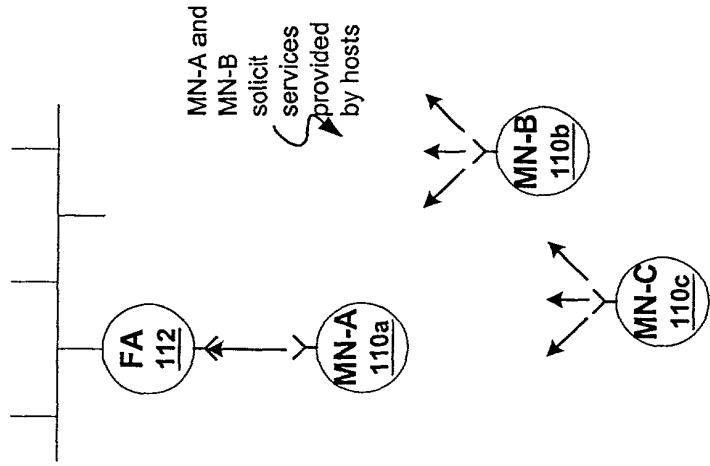 MN-A and
MN-B
solicit
services
provided
by hosts
FA
112
MN-A
110a
MN-B
110b
MN-C
110c